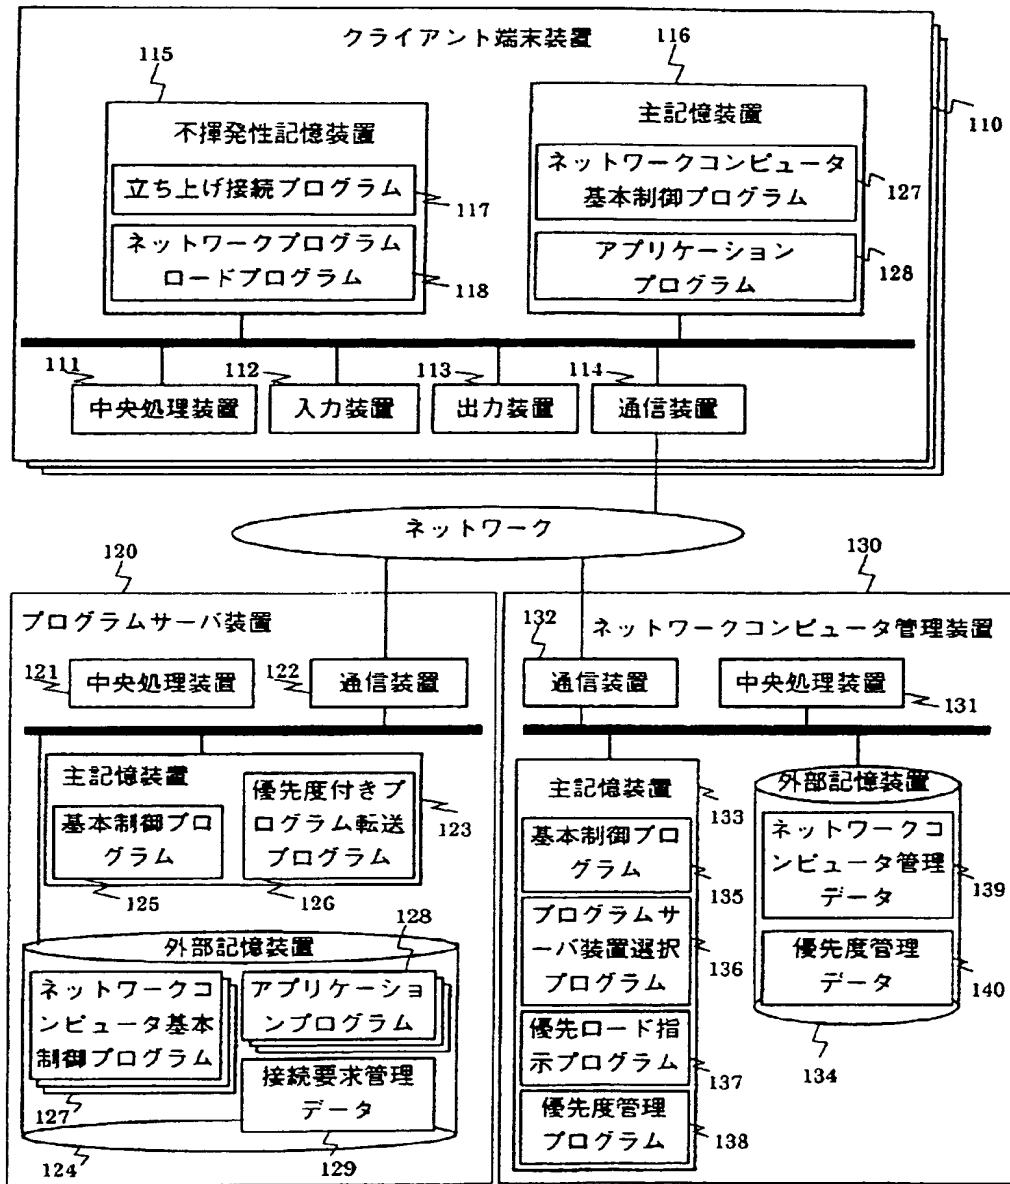 クライアント端末装置
115
116
110
不揮発性記憶装置
立ち上げ接続プログラム
117
ネットワークプログラム
ロードプログラム
118
主記憶装置
ネットワークコンピュータ
基本制御プログラム
127
アプリケーション
プログラム
128
111
中央処理装置
112
入力装置
113
出力装置
114
通信装置
ネットワーク
120
プログラムサーバ装置
121
中央処理装置
122
通信装置
主記憶装置
基本制御プロ
グラム
125
優先度付きプ
ログラム転送
プログラム
123
126
外部記憶装置
128
ネットワークコ
ンピュータ基本
制御プログラム
127
アプリケーショ
ンプログラム
接続要求管理
データ
129
124
130
ネットワークコンピュータ管理装置
132
通信装置
中央処理装置
131
主記憶装置
133
基本制御プロ
グラム
135
プログラムサ
ーバ装置選択
プログラム
136
優先ロード指
示プログラム
137
優先度管理
プログラム
138
外部記憶装置
ネットワークコ
ンピュータ管理
データ
139
優先度管理
データ
140
134